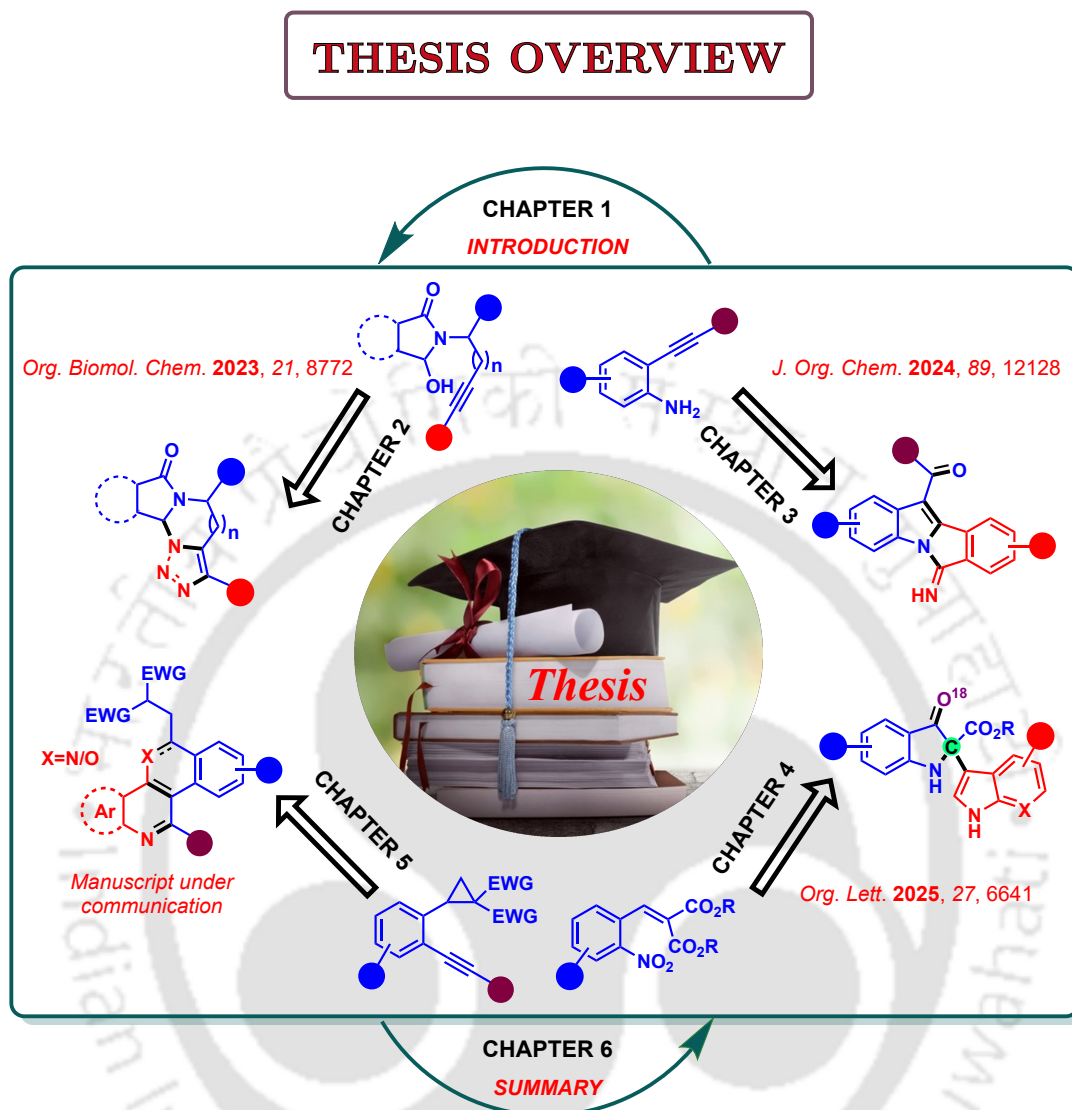 THESIS OVERVIEW
CHAPTER 1
INTRODUCTION
Org. Biomol. Chem. 2023, 21, 8772
O
N
n
OH
CHAPTER 2
O
N
n
N
N
N
NH₂
J. Org. Chem. 2024, 89, 12128
CHAPTER 3
O
N
HN
Thesis
EWG
EWG
X=N/O
X
Ar
N
Manuscript under
communication
CHAPTER 5
EWG
EWG
CHAPTER 4
O¹⁸
CO₂R
C
N
H
N
H
X
Org. Lett. 2025, 27, 6641
CO₂R
CO₂R
NO₂
CHAPTER 6
SUMMARY
Indian I
wahati